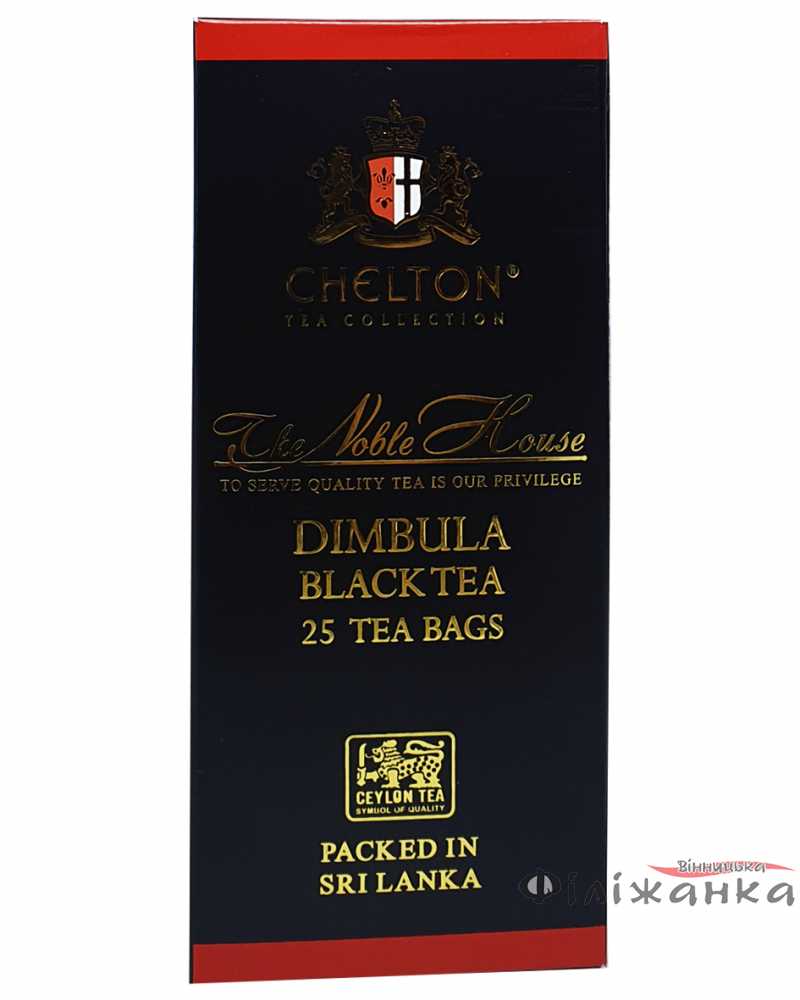 CHELTON®
TEA COLLECTION
The Noble House
TO SERVE QUALITY TEA IS OUR PRIVILEGE
DIMBULA
BLACK TEA
25 TEA BAGS
CEYLON TEA
SYMBOL OF QUALITY
PACKED IN
SRI LANKA
Вінницька
Філіжанка